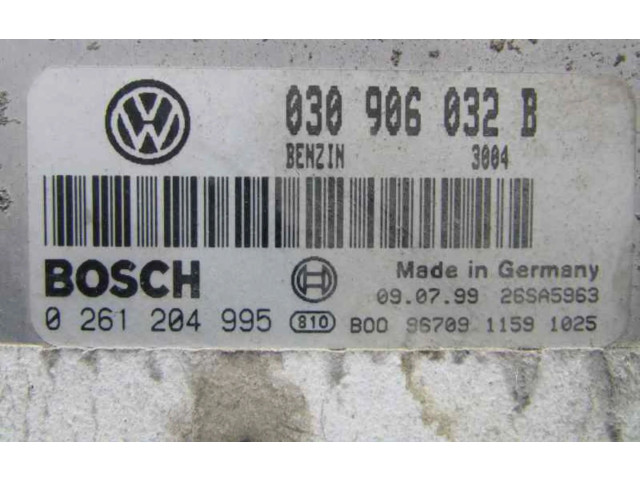 030 906 032 B
BENZIN 3004
BOSCH
Made in Germany
09.07.99 26SA5963
0 261 204 995 810 BOO 96709 1159 1025